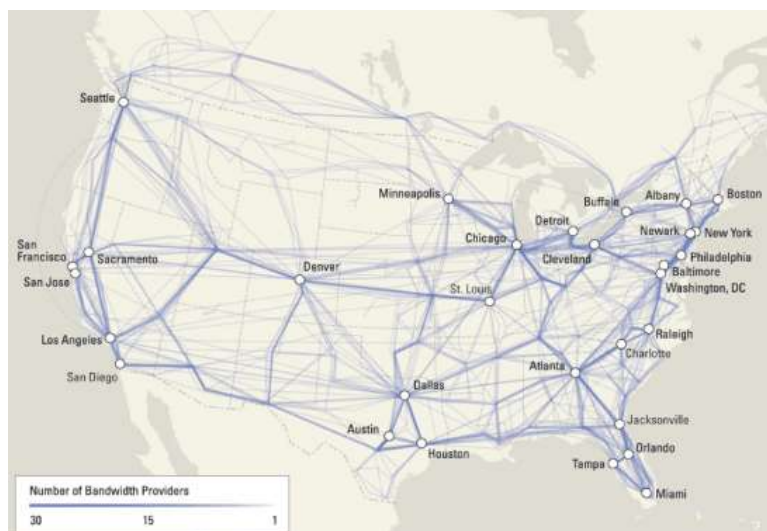 Seattle
Minneapolis
Buffalo
Albany
Boston
Detroit
Newark
New York
Chicago
Cleveland
San
Francisco
Sacramento
Philadelphia
Baltimore
San Jose
Denver
Washington, DC
St. Louis
Los Angeles
Raleigh
Charlotte
San Diego
Atlanta
Dallas
Jacksonville
Austin
Houston
Orlando
Tampa
Miami
Number of Bandwidth Providers
30 15 1